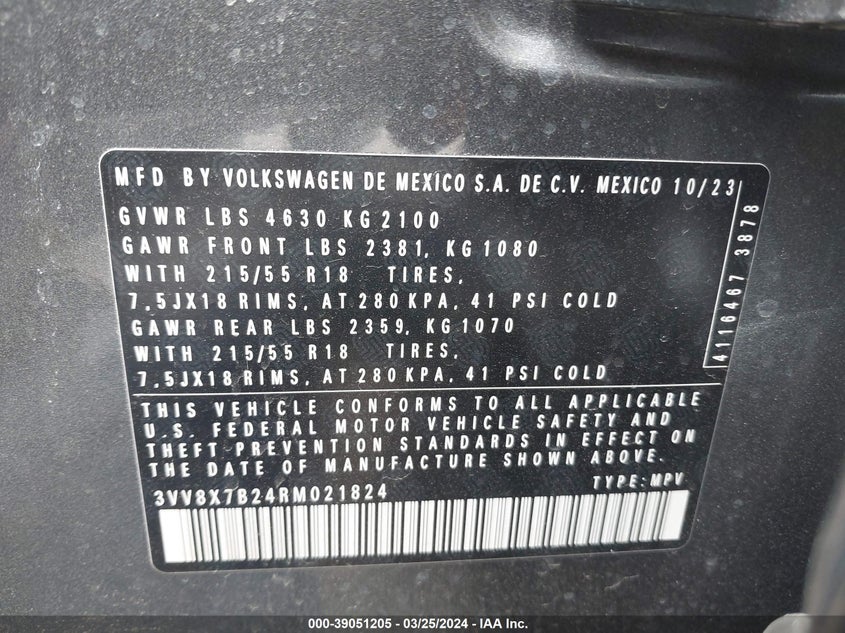 MFD BY VOLKSWAGEN DE MEXICO S.A. DE C.V. MEXICO 10/23
GVWR LBS 4630 KG 2100
GAWR FRONT LBS 2381, KG 1080
WITH 215/55 R18 TIRES,
7,5JX18 RIMS, AT 280 KPA, 41 PSI COLD
GAWR REAR LBS 2359, KG 1070
WITH 215/55 R18 TIRES,
7,5JX18 RIMS, AT 280 KPA, 41 PSI COLD
4116467 3878
THIS VEHICLE CONFORMS TO ALL APPLICABLE
U.S. FEDERAL MOTOR VEHICLE SAFETY AND
THEFT PREVENTION STANDARDS IN EFFECT ON
THE DATE OF MANUFACTURE SHOWN ABOVE.
3VV8X7B24RM021824 TYPE:MPV
000-39051205 - 03/25/2024 - IAA Inc.